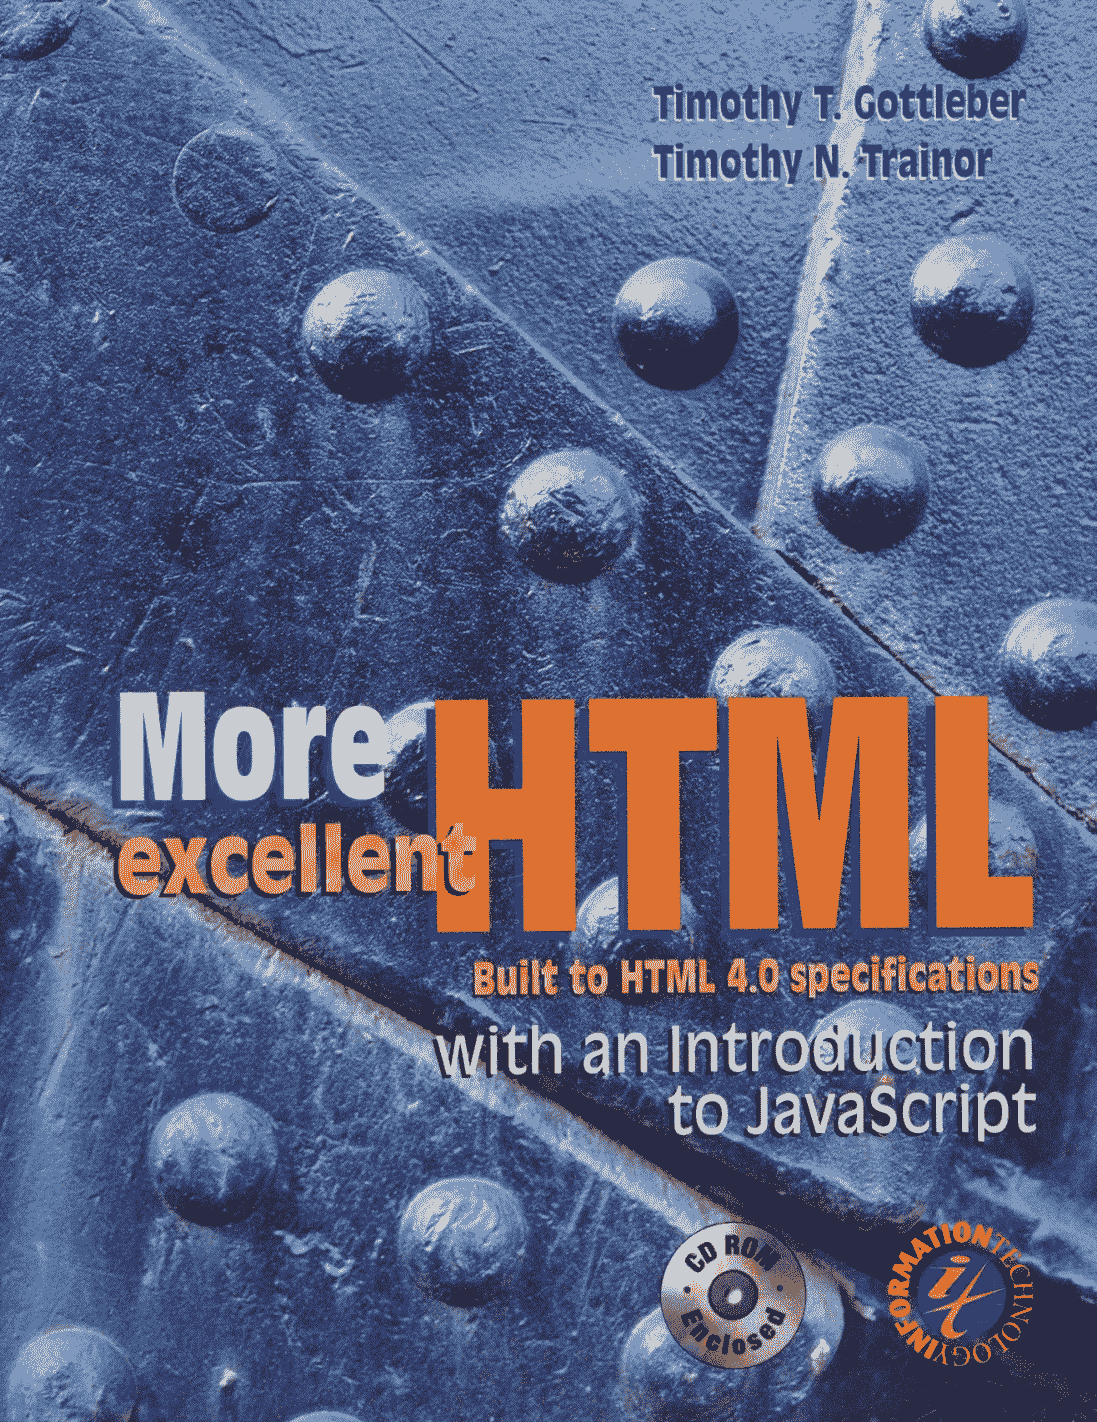 Timothy T. Gottleber
Timothy N. Trainor
More
excellent
HTML
Built to HTML 4.0 specifications
with an Introduction
to JavaScript
CD ROM
Enclosed
INFORMATION TECHNOLOGY
it